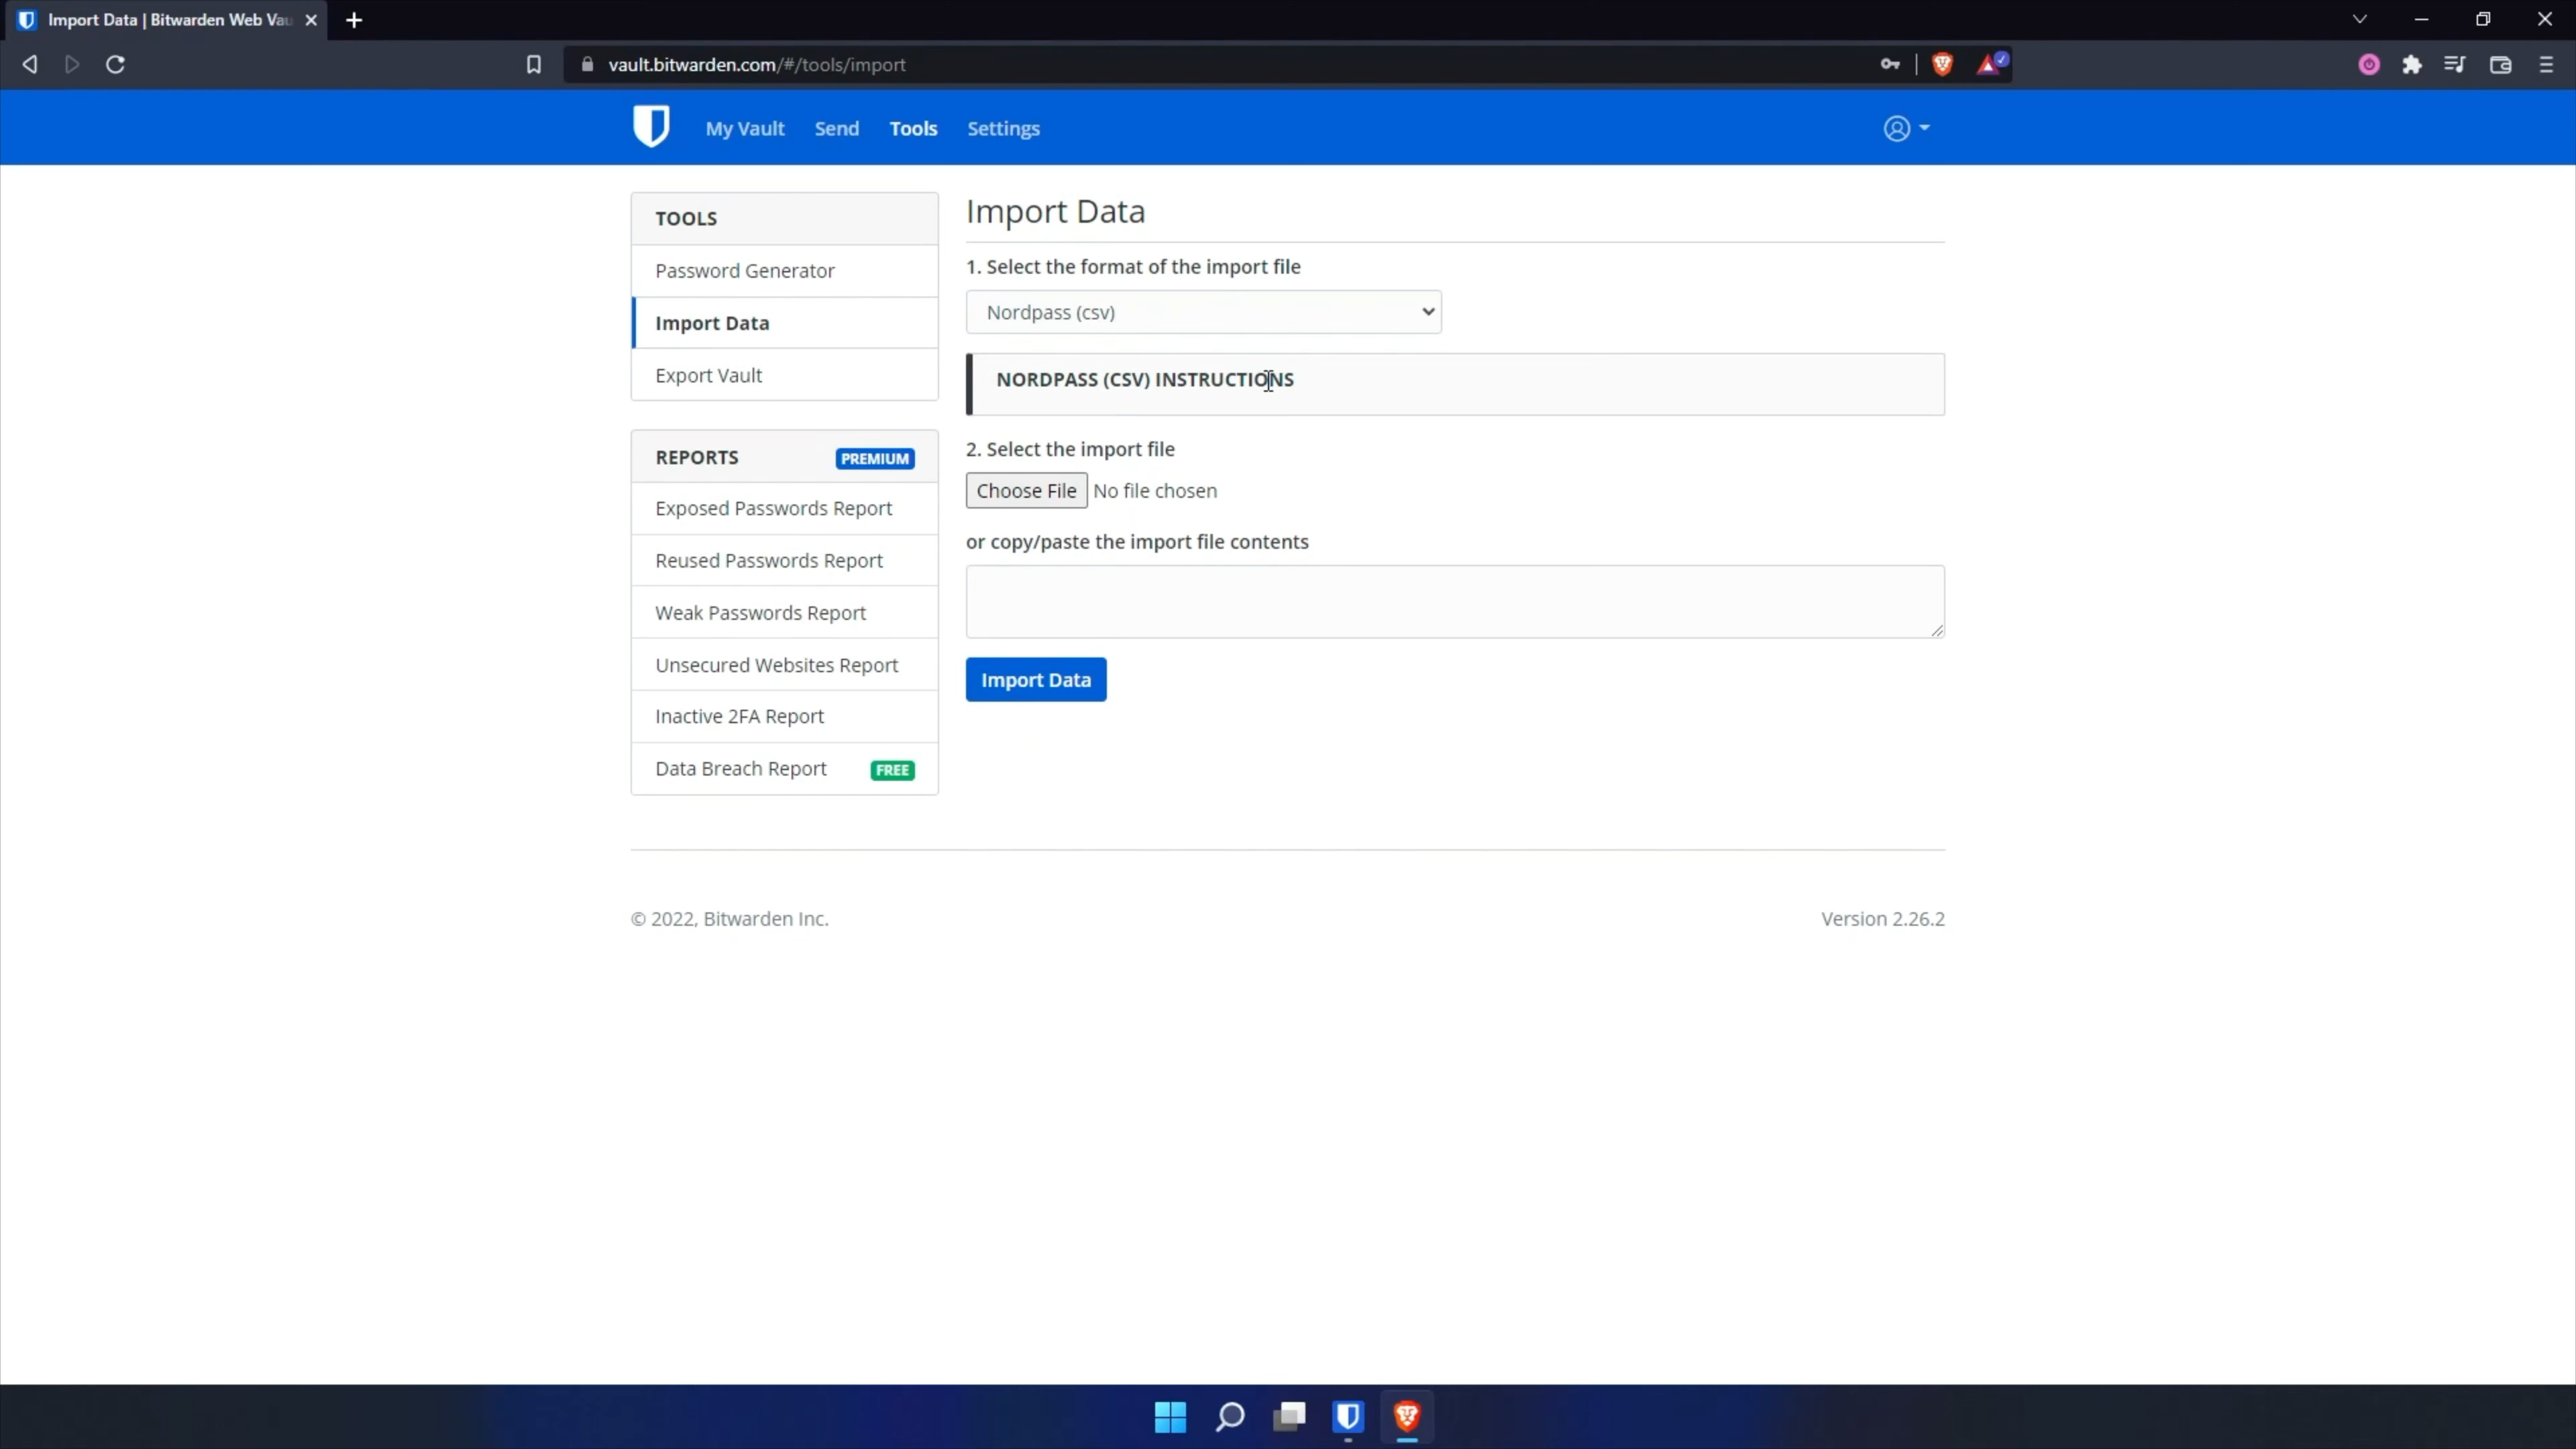 Import Data | Bitwarden Web Vau
vault.bitwarden.com/#/tools/import
My Vault
Send
Tools
Settings
TOOLS
Password Generator
Import Data
Export Vault
REPORTS
PREMIUM
Exposed Passwords Report
Reused Passwords Report
Weak Passwords Report
Unsecured Websites Report
Inactive 2FA Report
Data Breach Report
FREE
Import Data
1. Select the format of the import file
Nordpass (csv)
NORDPASS (CSV) INSTRUCTIONS
2. Select the import file
Choose File No file chosen
or copy/paste the import file contents
Import Data
© 2022, Bitwarden Inc.
Version 2.26.2